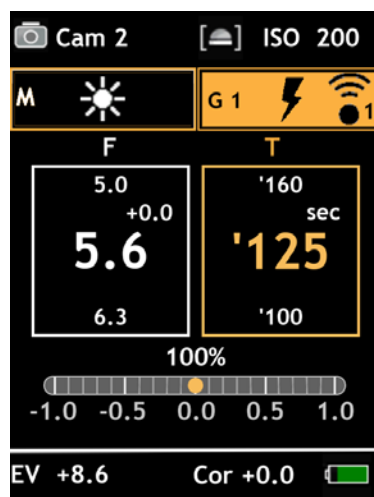 Cam 2 ISO 200
M G 1 1
F T
5.0 '160
+0.0 sec
5.6 '125
6.3 '100
100%
-1.0 -0.5 0.0 0.5 1.0
EV +8.6 Cor +0.0